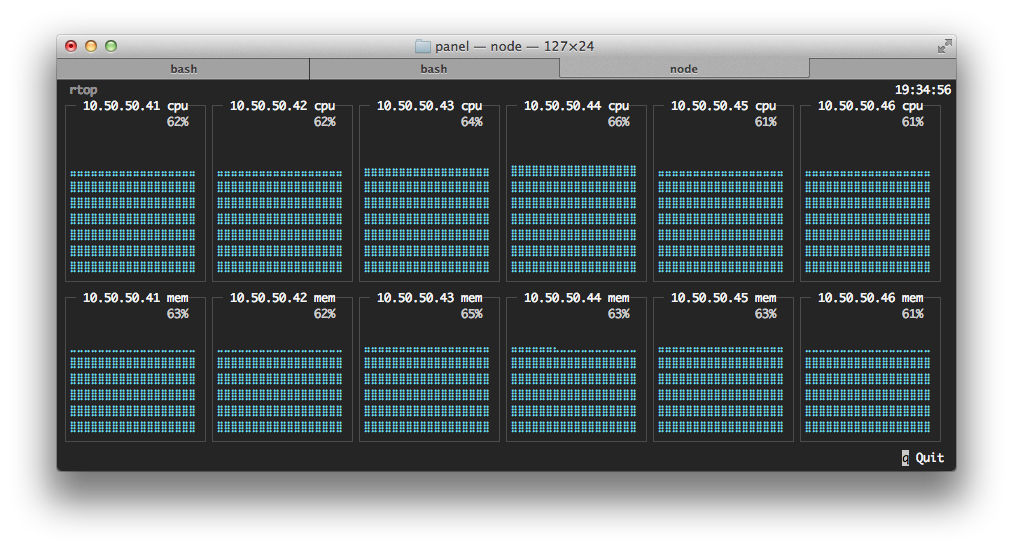 panel — node — 127×24
bash bash node
rtop 19:34:56
10.50.50.41 cpu 10.50.50.42 cpu 10.50.50.43 cpu 10.50.50.44 cpu 10.50.50.45 cpu 10.50.50.46 cpu
62% 62% 64% 66% 61% 61%
10.50.50.41 mem 10.50.50.42 mem 10.50.50.43 mem 10.50.50.44 mem 10.50.50.45 mem 10.50.50.46 mem
63% 62% 65% 63% 63% 61%
q Quit